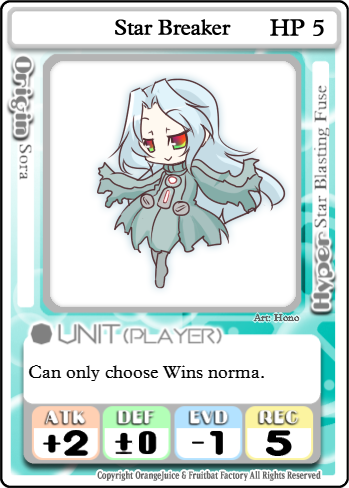 Star Breaker HP 5
Origin Sora
Hyper Star Blasting Fuse
Art: Hono
UNIT (PLAYER)
Can only choose Wins norma.
ATK DEF EVD REC
+2 ±0 -1 5
Copyright Orangejuice & Fruitbat Factory All Rights Reserved